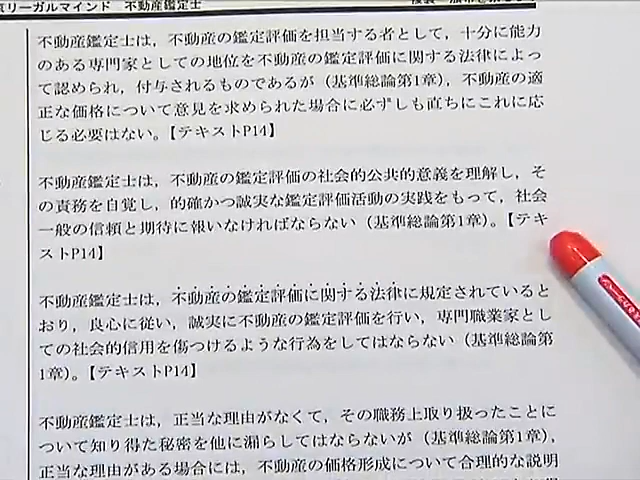 リーガルマインド 不動産鑑定士
不動産鑑定士は，不動産の鑑定評価を担当する者として，十分に能力
のある専門家としての地位を不動産の鑑定評価に関する法律によっ
て認められ，付与されるものであるが（基準総論第1章），不動産の適
正な価格について意見を求められた場合に必ずしも直ちにこれに応
じる必要はない。【テキストP14】
不動産鑑定士は，不動産の鑑定評価の社会的公共的意義を理解し，そ
の責務を自覚し，的確かつ誠実な鑑定評価活動の実践をもって，社会
一般の信頼と期待に報いなければならない（基準総論第1章）。【テキ
ストP14】
不動産鑑定士は，不動産の鑑定評価に関する法律に規定されていると
おり，良心に従い，誠実に不動産の鑑定評価を行い，専門職業家とし
ての社会的信用を傷つけるような行為をしてはならない（基準総論第
1章）。【テキストP14】
不動産鑑定士は，正当な理由がなくて，その職務上取り扱ったことに
ついて知り得た秘密を他に漏らしてはならないが（基準総論第1章），
正当な理由がある場合には，不動産の価格形成について合理的な説明